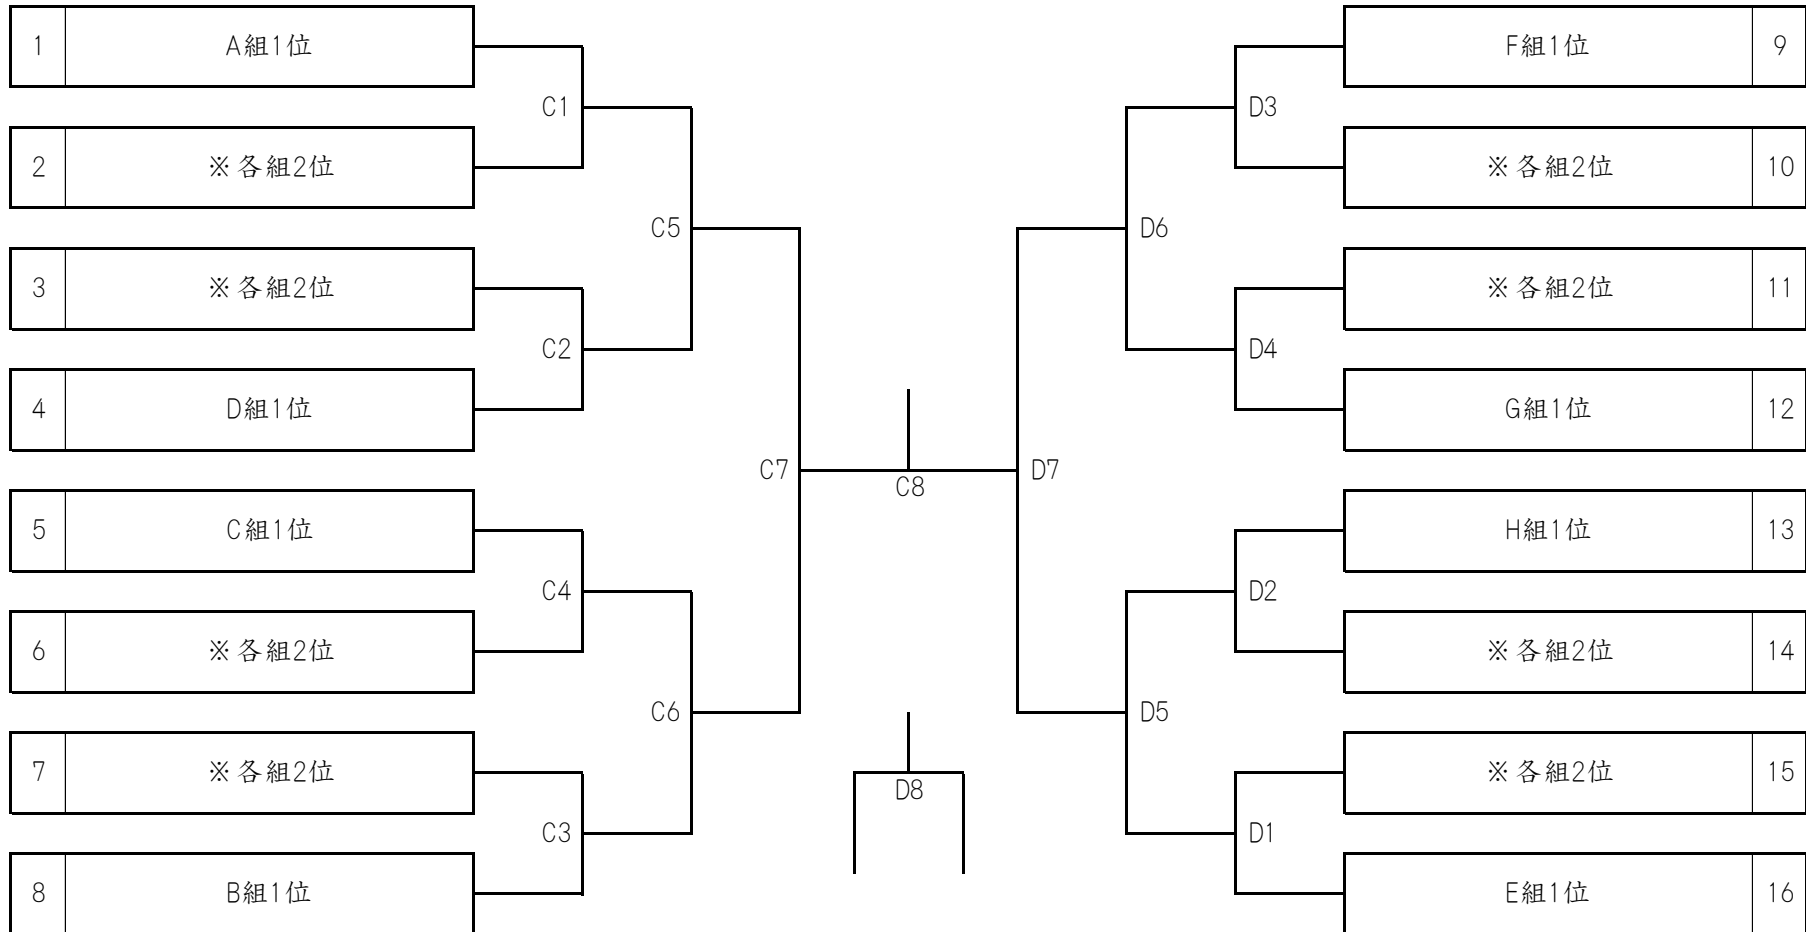 1 A組1位
F組1位 9
C1
D3
2 ※各組2位
※各組2位 10
C5
D6
3 ※各組2位
※各組2位 11
C2
D4
4 D組1位
G組1位 12
C7
C8
D7
5 C組1位
H組1位 13
C4
D2
6 ※各組2位
※各組2位 14
C6
D5
7 ※各組2位
※各組2位 15
D8
C3
D1
8 B組1位
E組1位 16